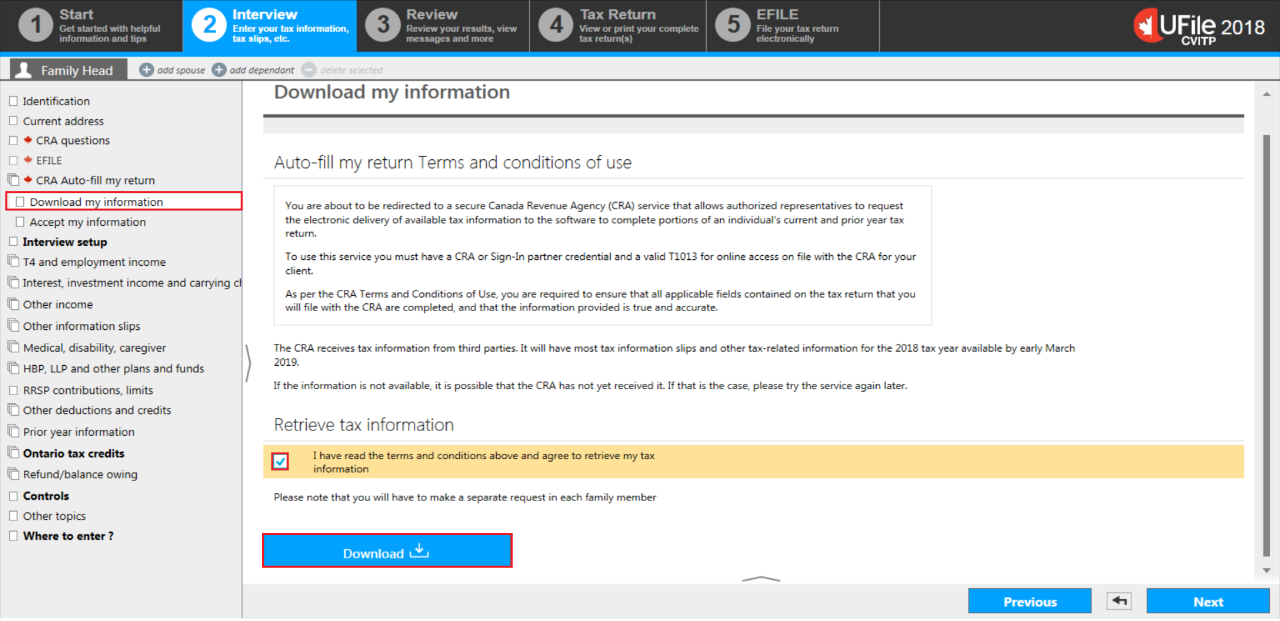 1
Start
Get started with helpful
information and tips
2
Interview
Enter your tax information,
tax slips, etc.
3
Review
Review your results, view
messages and more
4
Tax Return
View or print your complete
tax return(s)
5
EFILE
File your tax return
electronically
UFile 2018
CVITP
Family Head
add spouse
add dependant
delete selected
Identification
Current address
CRA questions
EFILE
CRA Auto-fill my return
Download my information
Accept my information
Interview setup
T4 and employment income
Interest, investment income and carrying ch
Other income
Other information slips
Medical, disability, caregiver
HBP, LLP and other plans and funds
RRSP contributions, limits
Other deductions and credits
Prior year information
Ontario tax credits
Refund/balance owing
Controls
Other topics
Where to enter ?
Download my information
Auto-fill my return Terms and conditions of use
You are about to be redirected to a secure Canada Revenue Agency (CRA) service that allows authorized representatives to request
the electronic delivery of available tax information to the software to complete portions of an individual's current and prior year tax
return.
To use this service you must have a CRA or Sign-In partner credential and a valid T1013 for online access on file with the CRA for your
client.
As per the CRA Terms and Conditions of Use, you are required to ensure that all applicable fields contained on the tax return that you
will file with the CRA are completed, and that the information provided is true and accurate.
The CRA receives tax information from third parties. It will have most tax information slips and other tax-related information for the 2018 tax year available by early March
2019.
If the information is not available, it is possible that the CRA has not yet received it. If that is the case, please try the service again later.
Retrieve tax information
I have read the terms and conditions above and agree to retrieve my tax
information
Please note that you will have to make a separate request in each family member
Download
Previous
Next